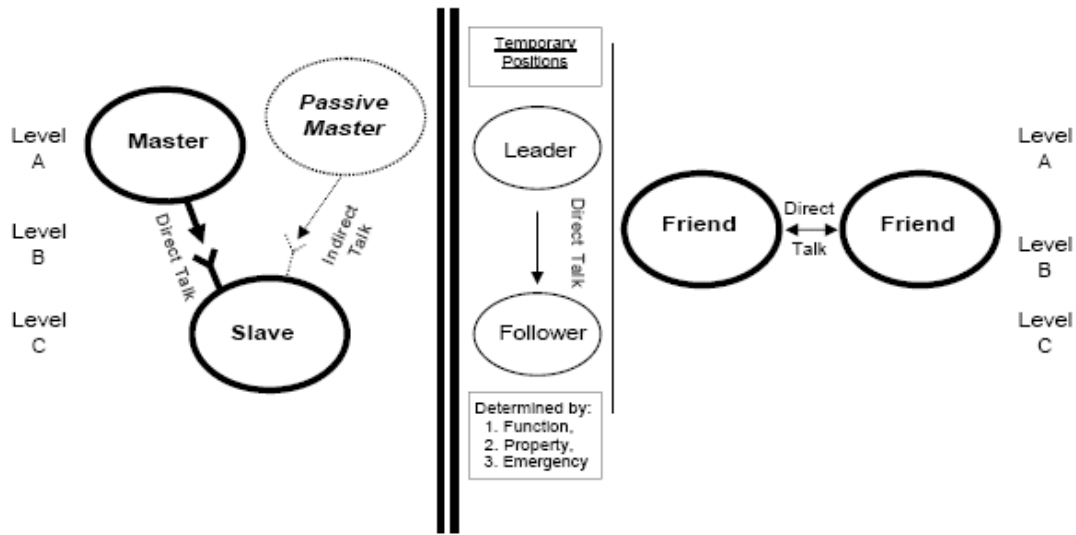 Level
A
Level
B
Level
C
Master
Passive
Master
Direct Talk
Indirect
Talk
Slave
Temporary
Positions
Leader
Direct Talk
Follower
Determined by:
1. Function,
2. Property,
3. Emergency
Friend
Direct
Talk
Friend
Level
A
Level
B
Level
C